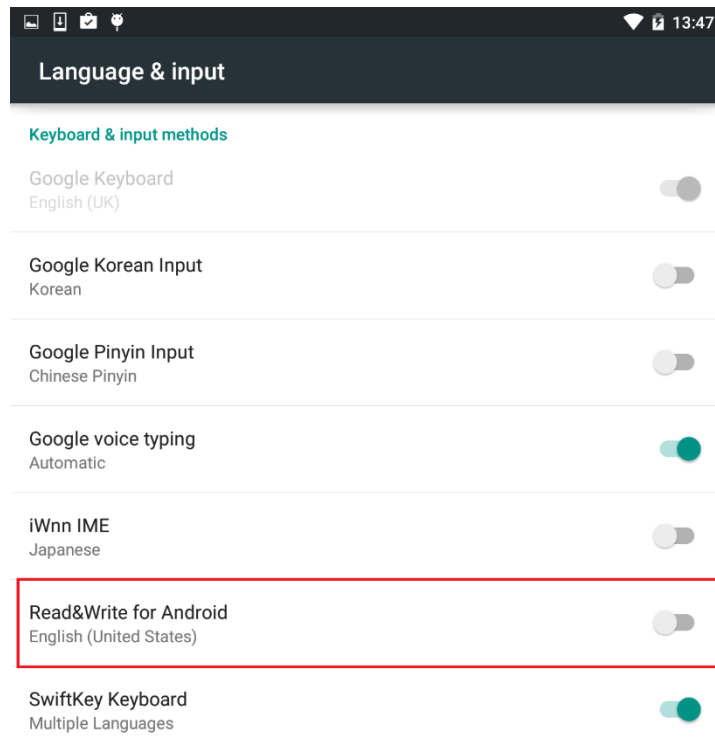 13:47
Language & input
Keyboard & input methods
Google Keyboard
English (UK)
Google Korean Input
Korean
Google Pinyin Input
Chinese Pinyin
Google voice typing
Automatic
iWnn IME
Japanese
Read&Write for Android
English (United States)
SwiftKey Keyboard
Multiple Languages